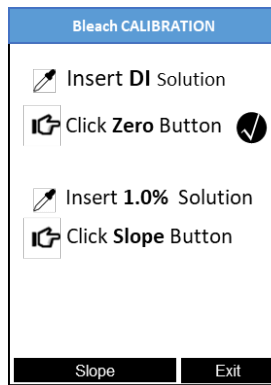 Bleach CALIBRATION
Insert DI Solution
Click Zero Button
Insert 1.0% Solution
Click Slope Button
Slope Exit